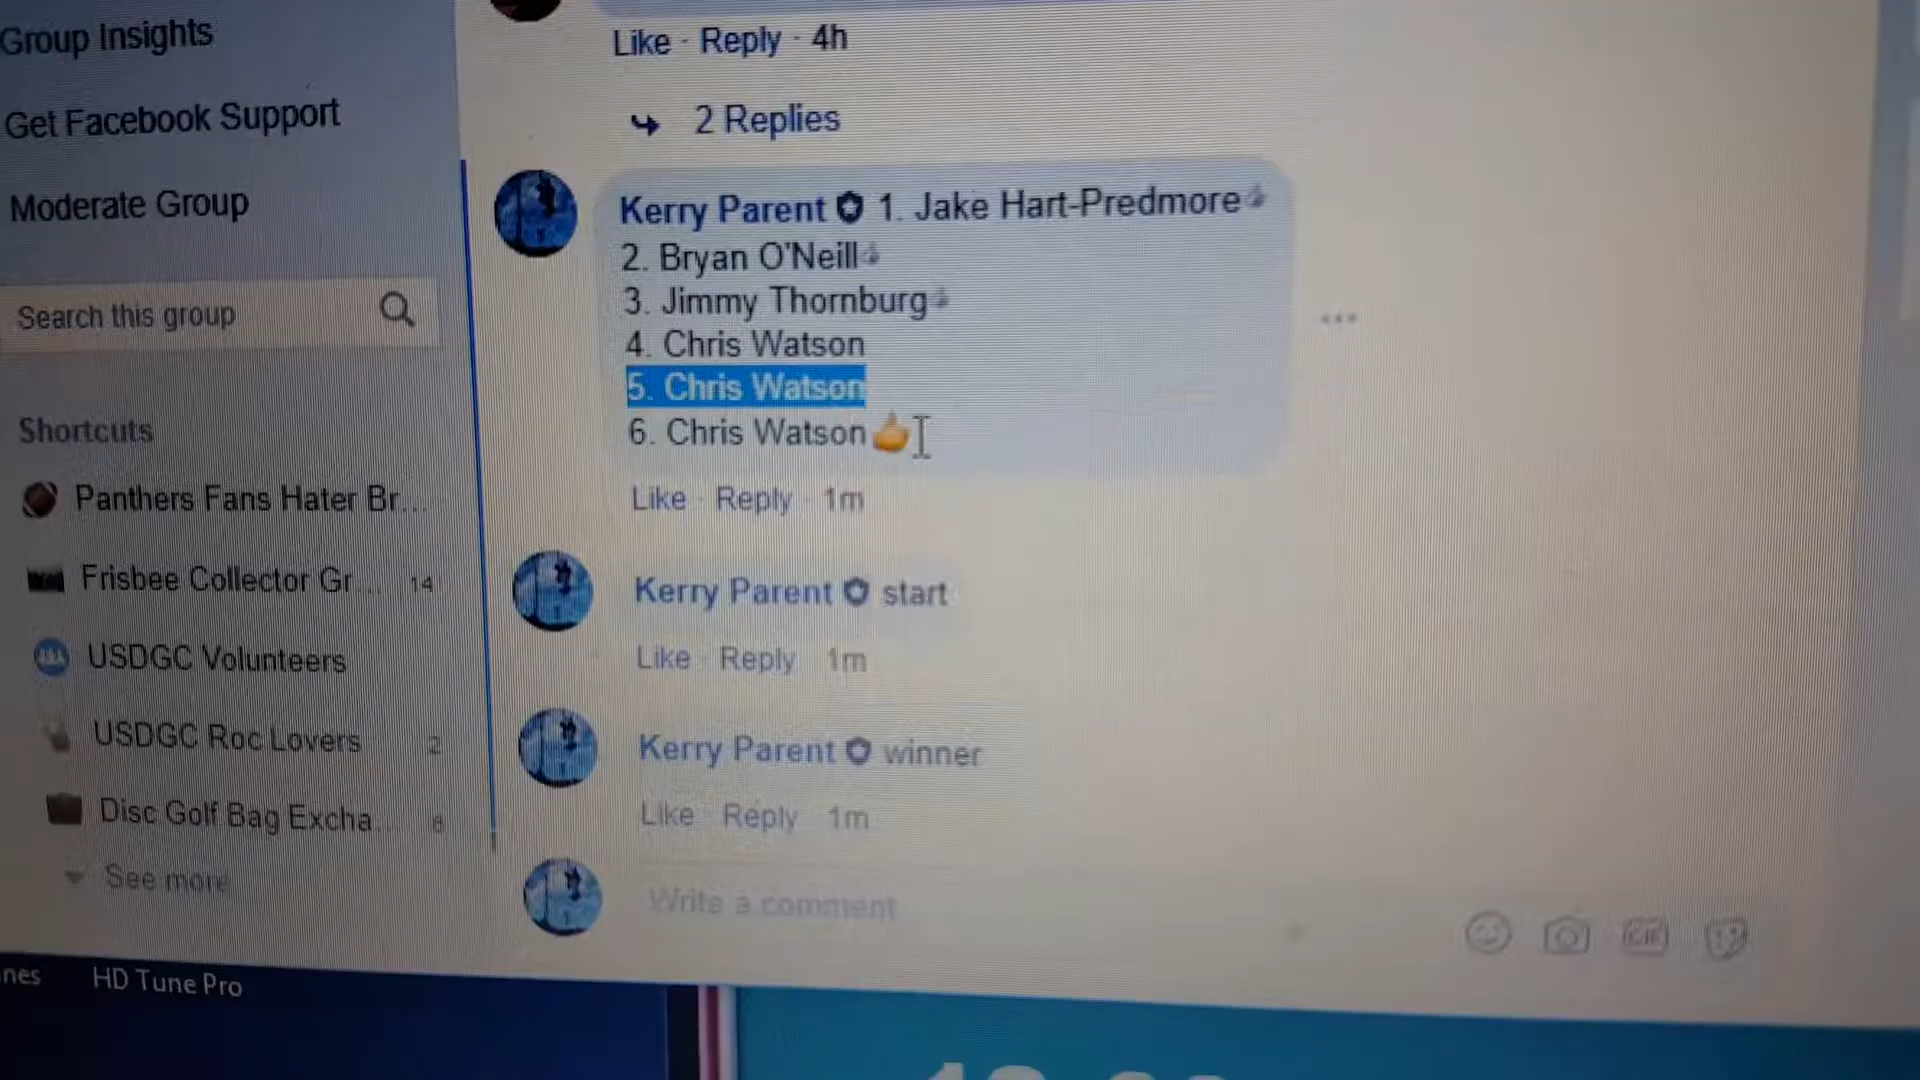 Group Insights
Get Facebook Support
Moderate Group
Search this group
Shortcuts
Panthers Fans Hater Br...
Frisbee Collector Gr... 14
USDGC Volunteers
USDGC Roc Lovers 2
Disc Golf Bag Excha... 6
See more
Like · Reply · 4h
2 Replies
Kerry Parent 1. Jake Hart-Predmore
2. Bryan O'Neill
3. Jimmy Thornburg
4. Chris Watson
5. Chris Watson
6. Chris Watson👍
Like · Reply · 1m
Kerry Parent start
Like · Reply · 1m
Kerry Parent winner
Like · Reply · 1m
Write a comment
GIF
nes
HD Tune Pro